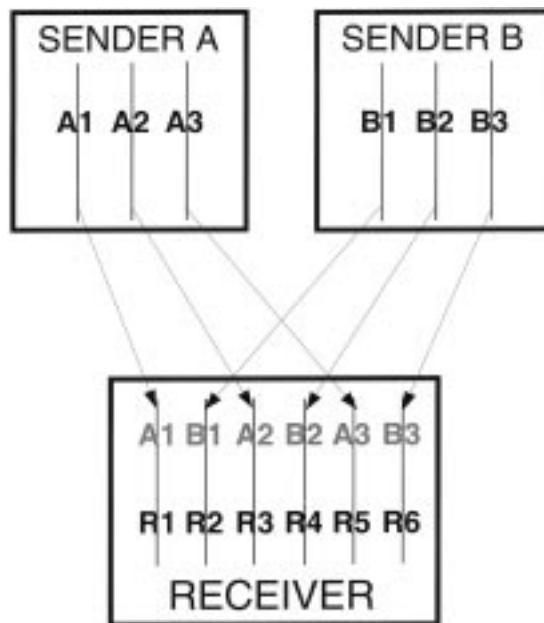 SENDER A
SENDER B
A1 A2 A3
B1 B2 B3
A1 B1 A2 B2 A3 B3
R1 R2 R3 R4 R5 R6
RECEIVER